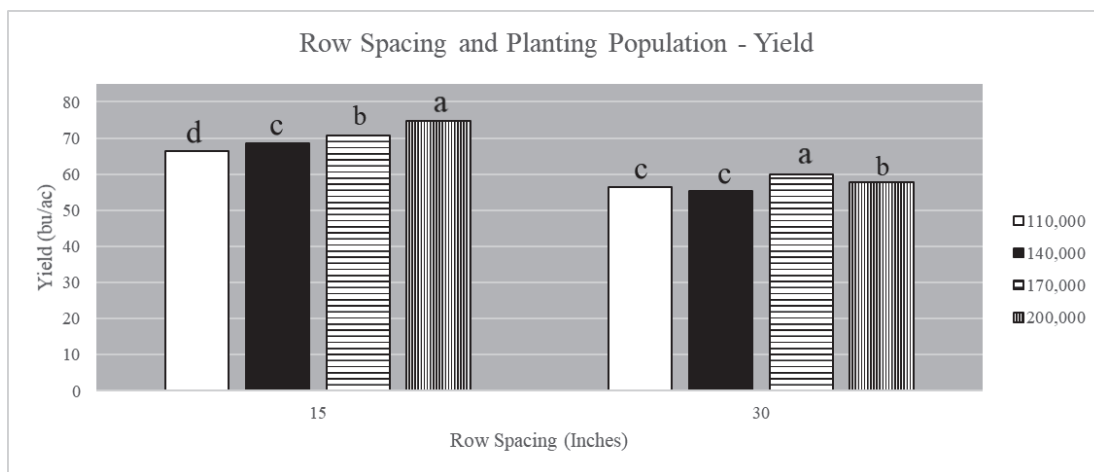 Row Spacing and Planting Population - Yield
Yield (bu/ac)
80
70
60
50
40
30
20
10
0
d
c
b
a
c
c
a
b
15
30
Row Spacing (Inches)
110,000
140,000
170,000
200,000